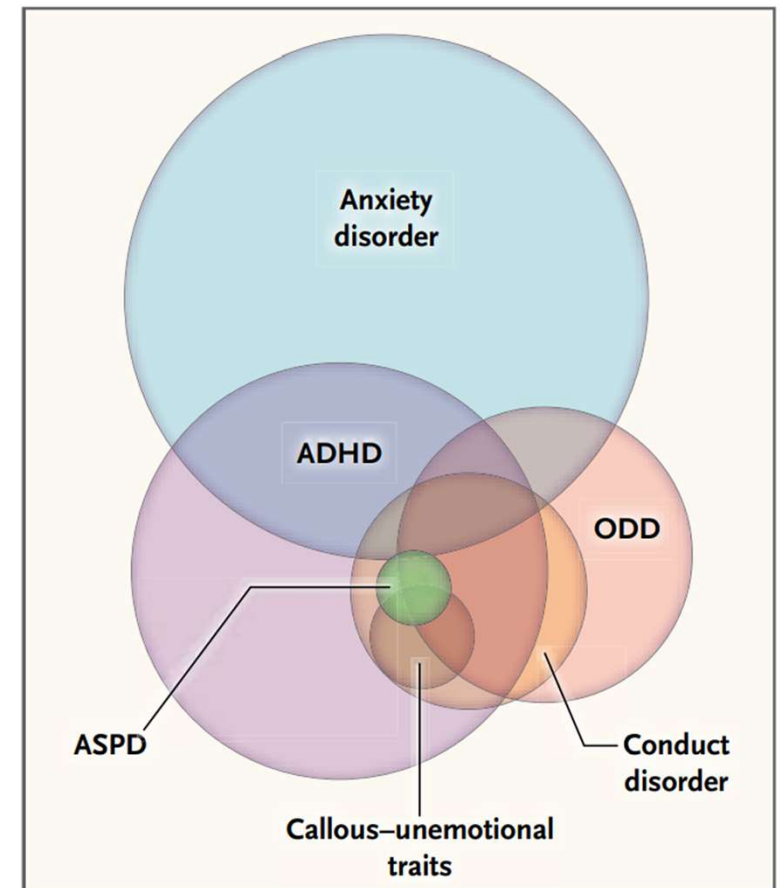 Anxiety
disorder
ADHD
ODD
ASPD
Conduct
disorder
Callous–unemotional
traits